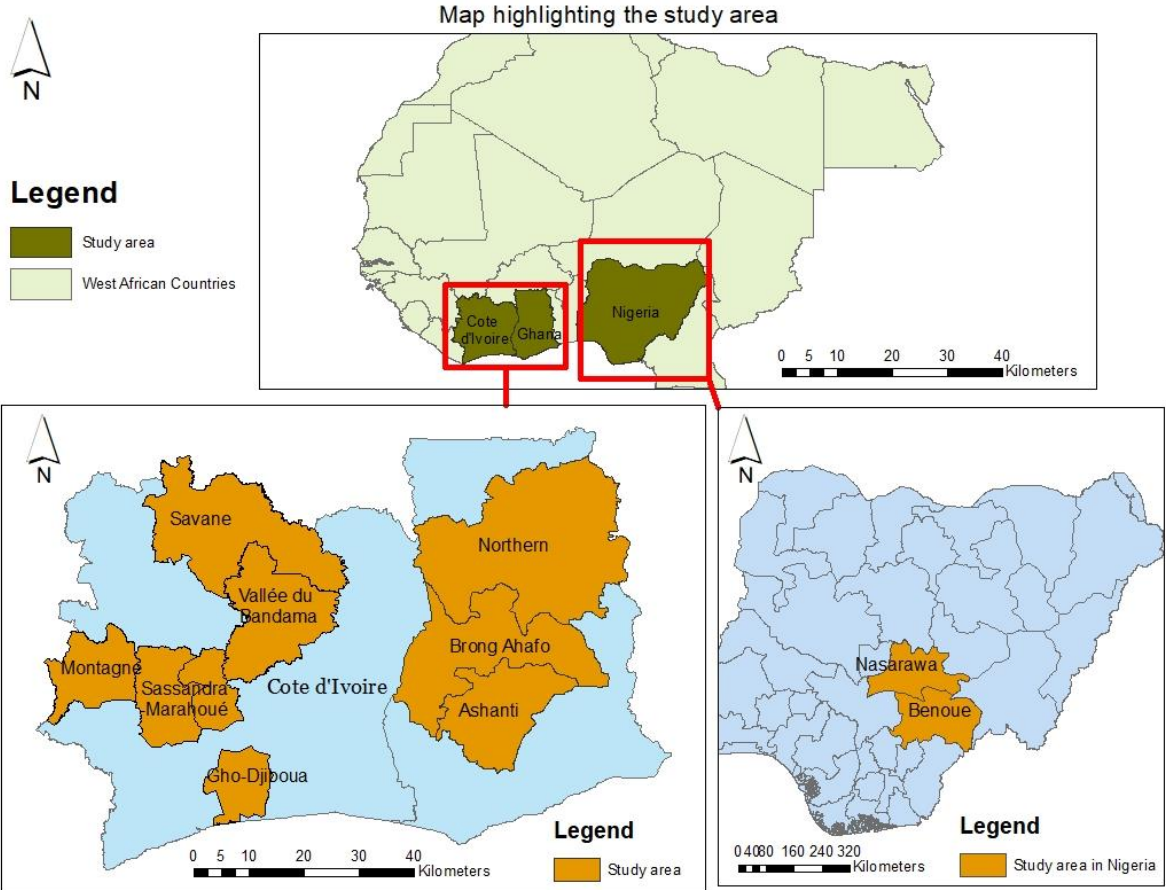 Map highlighting the study area
N
Legend
Study area
West African Countries
Cote
d'Ivoire
Ghana
Nigeria
0 5 10 20 30 40
Kilometers
N
Savane
Vallée du
Bandama
Montagne
Sassandra
-Marahoué
Gho-Djiboua
Cote d'Ivoire
Northern
Brong Ahafo
Ashanti
0 5 10 20 30 40
Kilometers
Legend
Study area
N
Nasarawa
Benoue
0 40 80 160 240 320
Kilometers
Legend
Study area in Nigeria